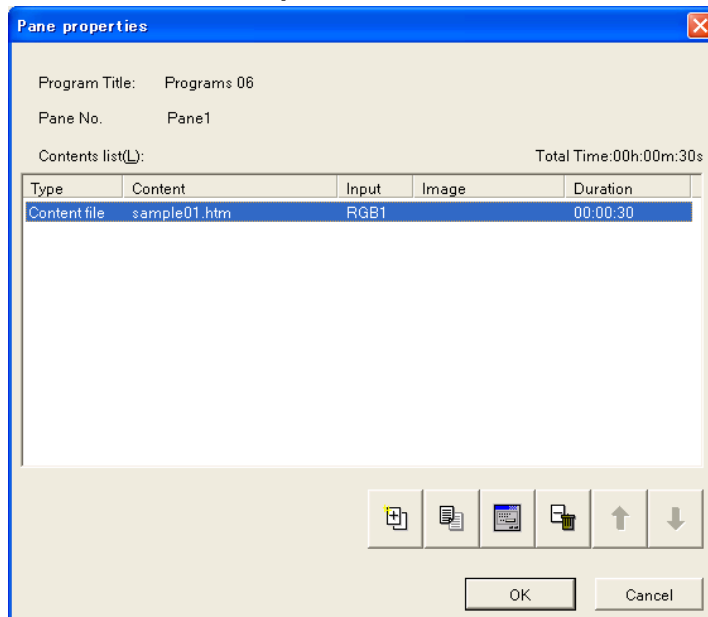 Pane properties
Program Title: Programs 06
Pane No. Pane1
Contents list(L): Total Time:00h:00m:30s
Type Content Input Image Duration
Content file sample01.htm RGB1 00:00:30
OK Cancel